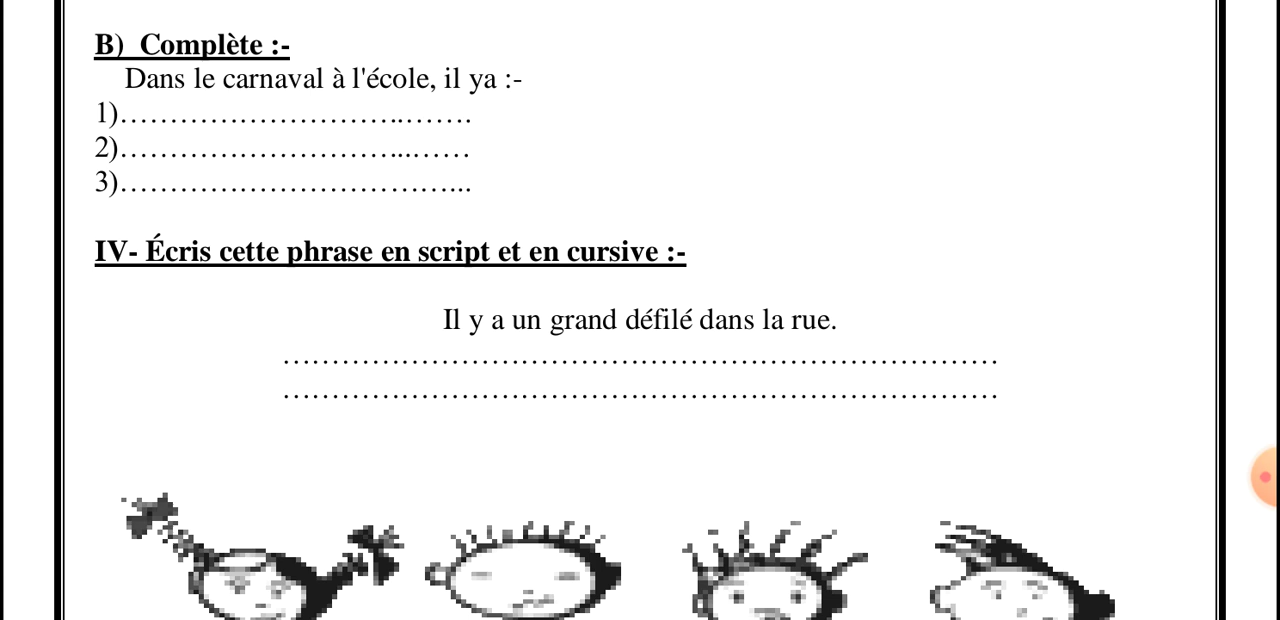 B) Complète :-
Dans le carnaval à l'école, il ya :-
1)……………………….…….
2)………………………...……
3)……………………………...
IV- Écris cette phrase en script et en cursive :-
Il y a un grand défilé dans la rue.
………………………………………………………………
………………………………………………………………